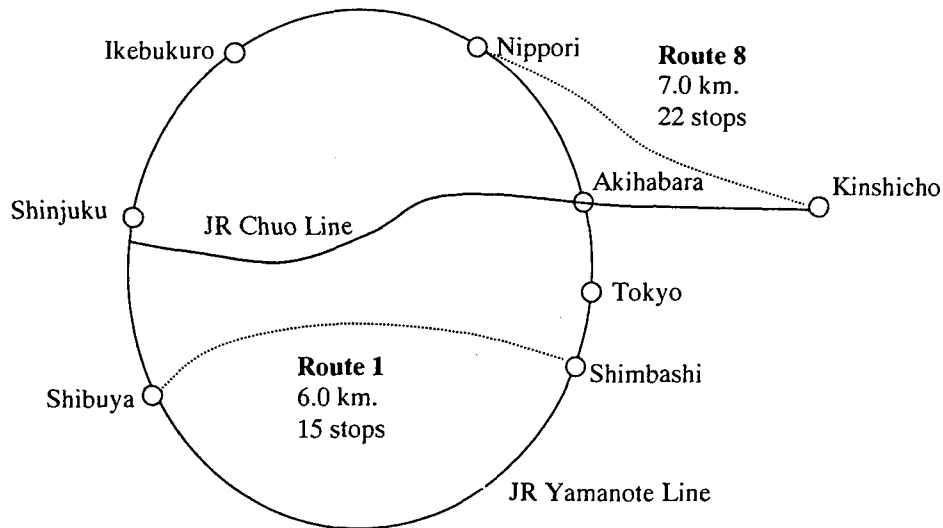 Ikebukuro
Nippori
Route 8
7.0 km.
22 stops
Akihabara
Kinshicho
Shinjuku
JR Chuo Line
Tokyo
Route 1
6.0 km.
15 stops
Shimbashi
Shibuya
JR Yamanote Line